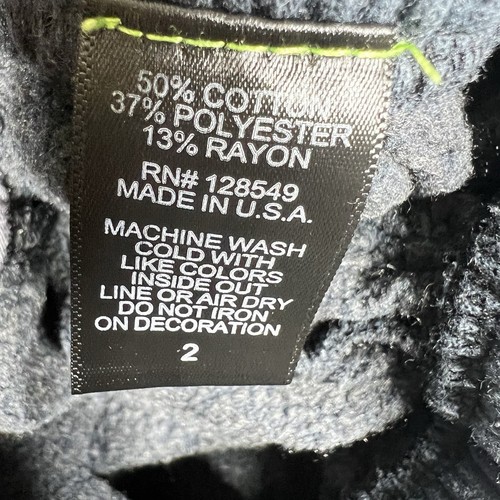 50% COTTON
37% POLYESTER
13% RAYON
RN# 128549
MADE IN U.S.A.
MACHINE WASH
COLD WITH
LIKE COLORS
INSIDE OUT
LINE OR AIR DRY
DO NOT IRON
ON DECORATION
2